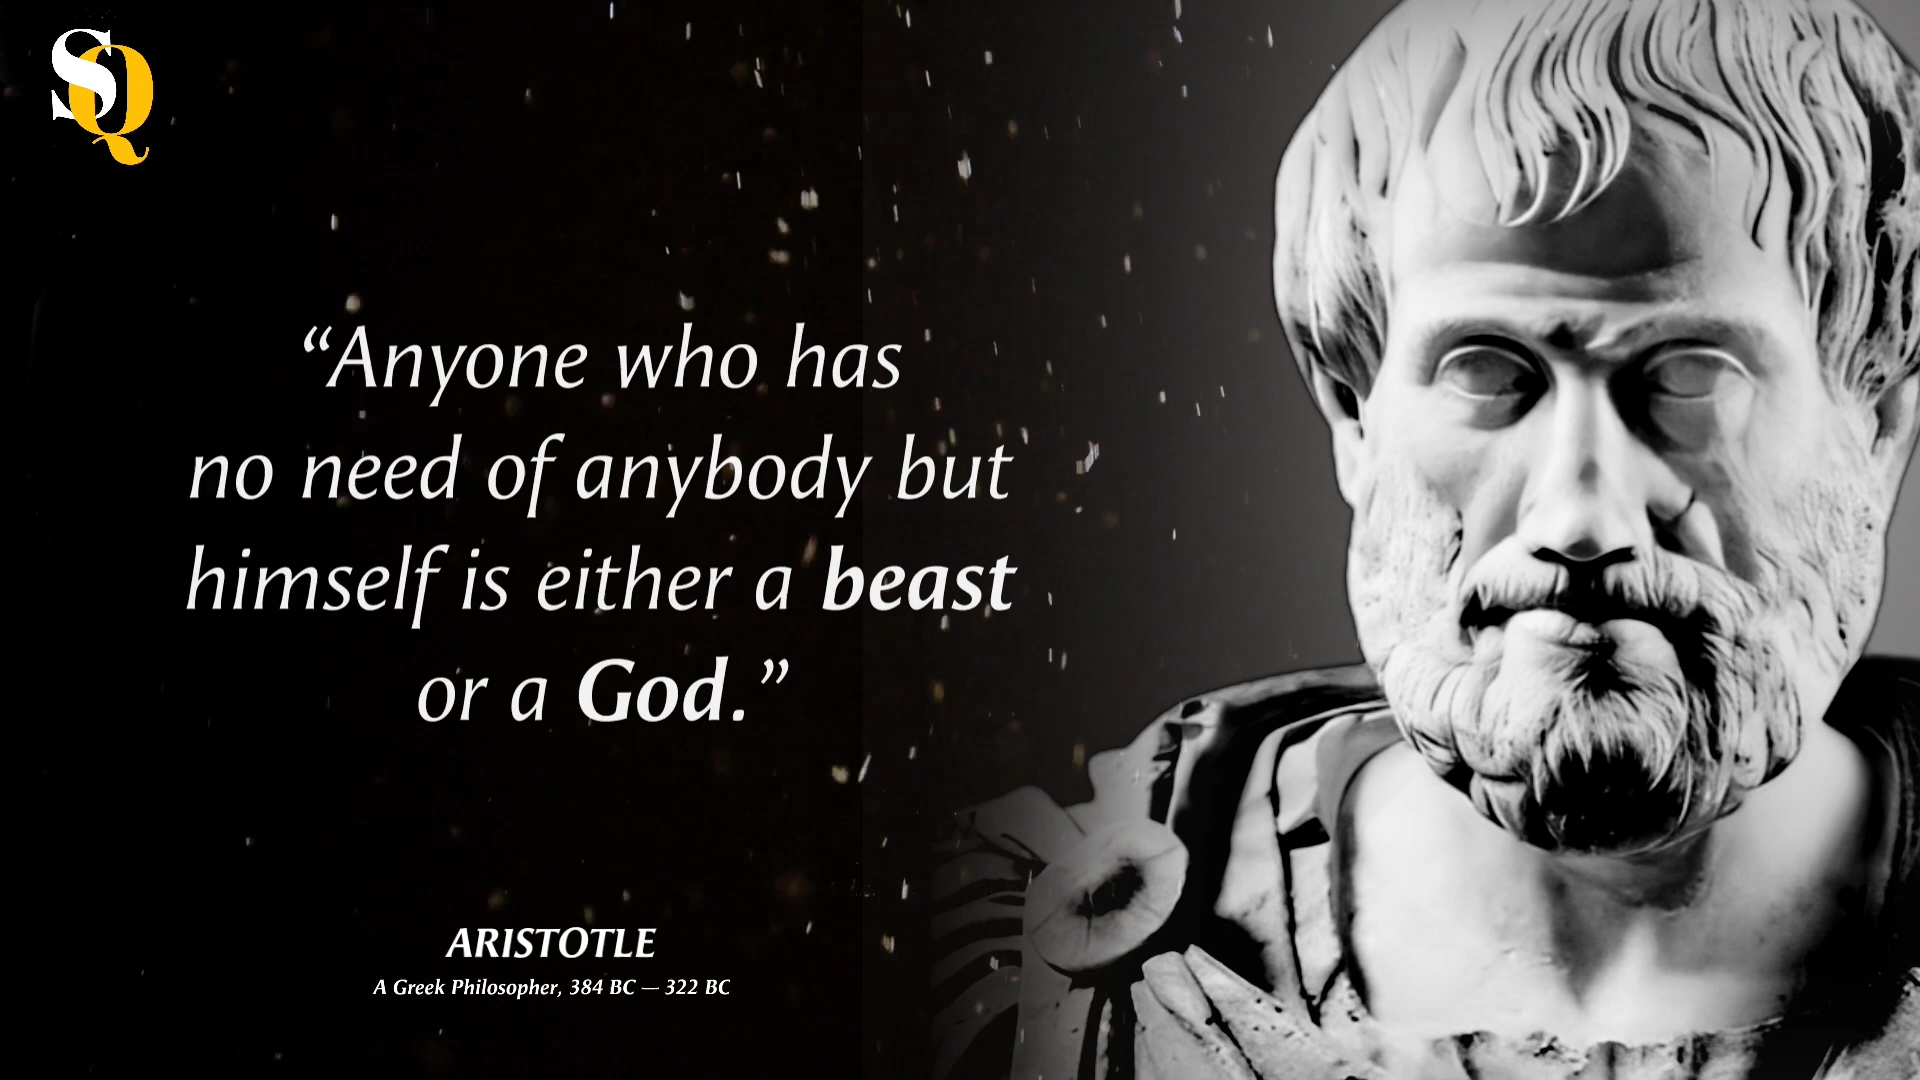 SQ
“Anyone who has
no need of anybody but
himself is either a beast
or a God.”
ARISTOTLE
A Greek Philosopher, 384 BC — 322 BC